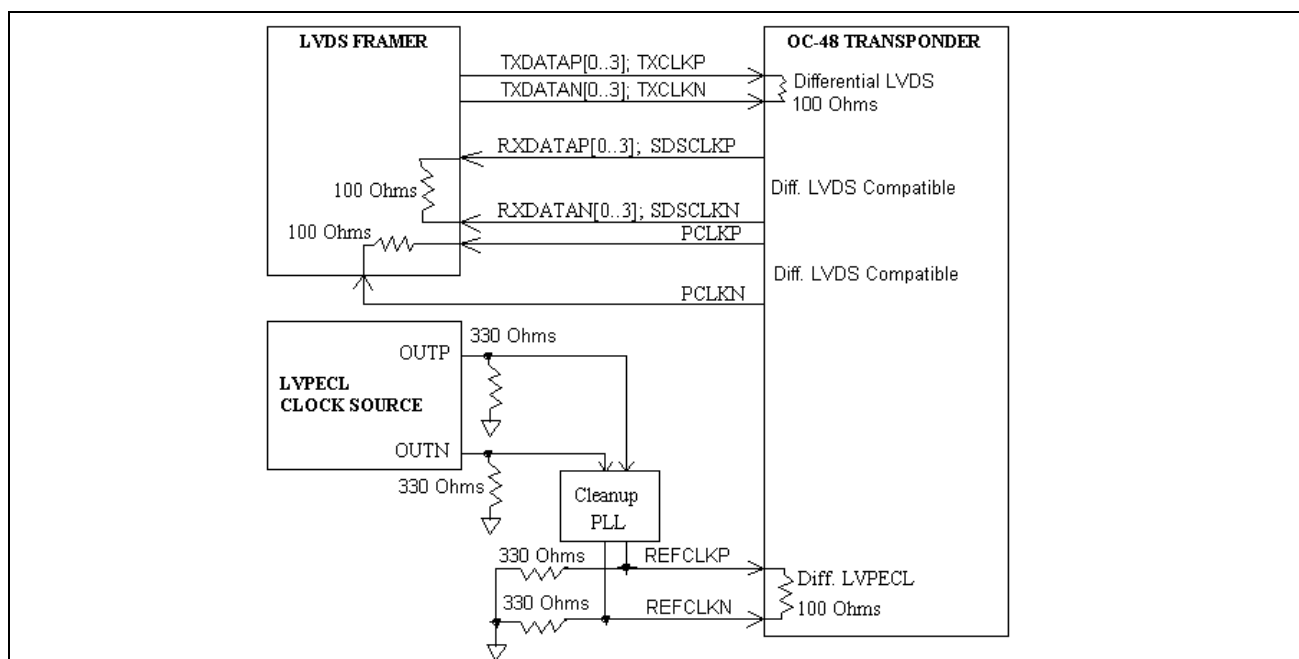 LVDS FRAMER
OC-48 TRANSPONDER
TXDATAP[0..3]; TXCLKP
TXDATAN[0..3]; TXCLKN
Differential LVDS
100 Ohms
RXDATAP[0..3]; SDSCLKP
100 Ohms
Diff. LVDS Compatible
RXDATAN[0..3]; SDSCLKN
100 Ohms
PCLKP
Diff. LVDS Compatible
PCLKN
330 Ohms
OUTP
LVPECL
CLOCK SOURCE
OUTN
330 Ohms
Cleanup
PLL
330 Ohms
REFCLKP
Diff. LVPECL
330 Ohms
REFCLKN
100 Ohms